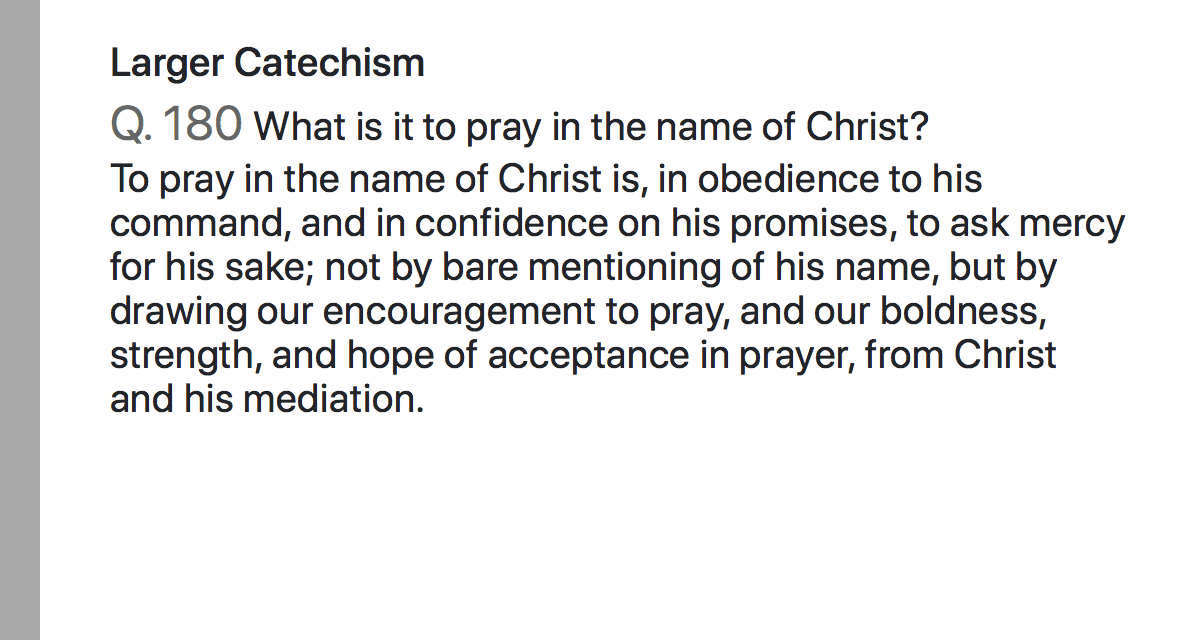 Larger Catechism
Q. 180 What is it to pray in the name of Christ?
To pray in the name of Christ is, in obedience to his
command, and in confidence on his promises, to ask mercy
for his sake; not by bare mentioning of his name, but by
drawing our encouragement to pray, and our boldness,
strength, and hope of acceptance in prayer, from Christ
and his mediation.